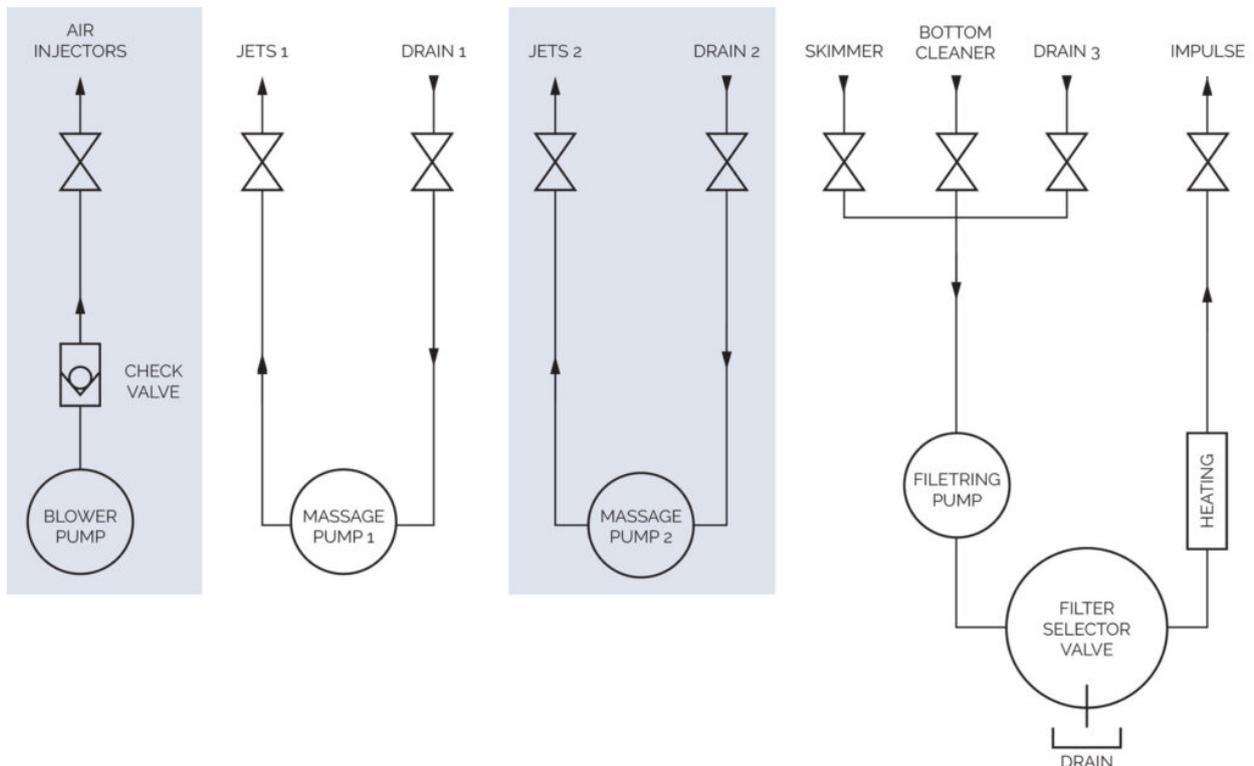 AIR
INJECTORS
JETS 1
DRAIN 1
JETS 2
DRAIN 2
SKIMMER
BOTTOM
CLEANER
DRAIN 3
IMPULSE
CHECK
VALVE
BLOWER
PUMP
MASSAGE
PUMP 1
MASSAGE
PUMP 2
FILETRING
PUMP
HEATING
FILTER
SELECTOR
VALVE
DRAIN